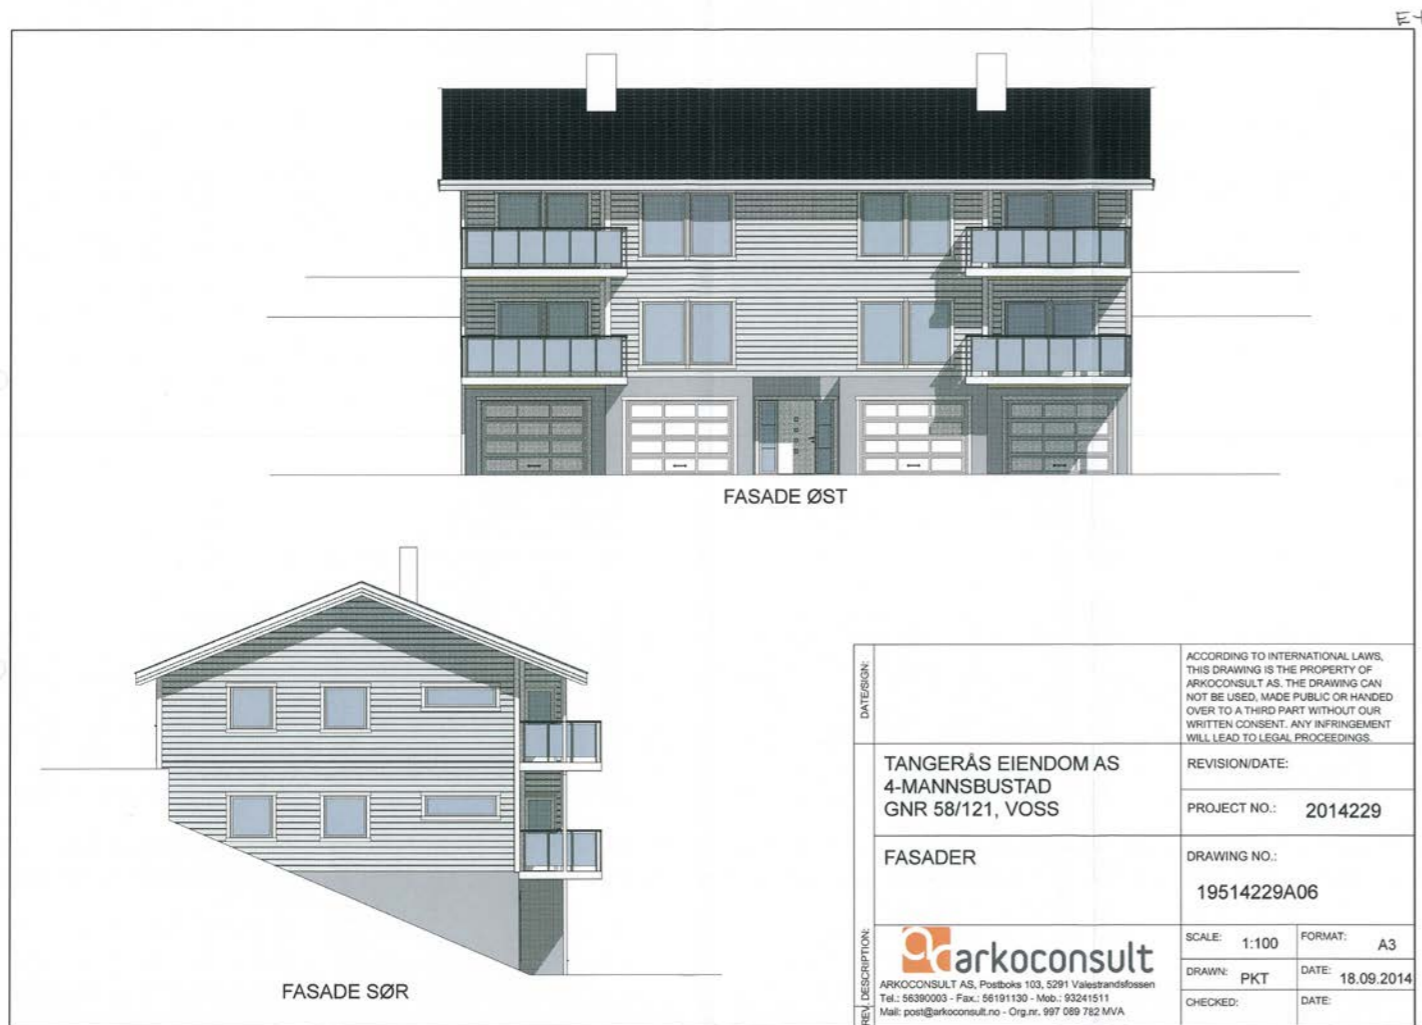 FASADE ØST
FASADE SØR
DATE/SIGN:
ACCORDING TO INTERNATIONAL LAWS,
THIS DRAWING IS THE PROPERTY OF
ARKOCONSULT AS. THE DRAWING CAN
NOT BE USED, MADE PUBLIC OR HANDED
OVER TO A THIRD PART WITHOUT OUR
WRITTEN CONSENT. ANY INFRINGEMENT
WILL LEAD TO LEGAL PROCEEDINGS.
TANGERÅS EIENDOM AS
4-MANNSBUSTAD
GNR 58/121, VOSS
REVISION/DATE:
PROJECT NO.: 2014229
FASADER
DRAWING NO.:
19514229A06
REV. DESCRIPTION:
arkoconsult
ARKOCONSULT AS, Postboks 103, 5291 Valestrandsfossen
Tel.: 56390003 - Fax.: 56191130 - Mob.: 93241511
Mail: post@arkoconsult.no - Org.nr. 997 089 782 MVA
SCALE: 1:100 FORMAT: A3
DRAWN: PKT DATE: 18.09.2014
CHECKED: DATE: